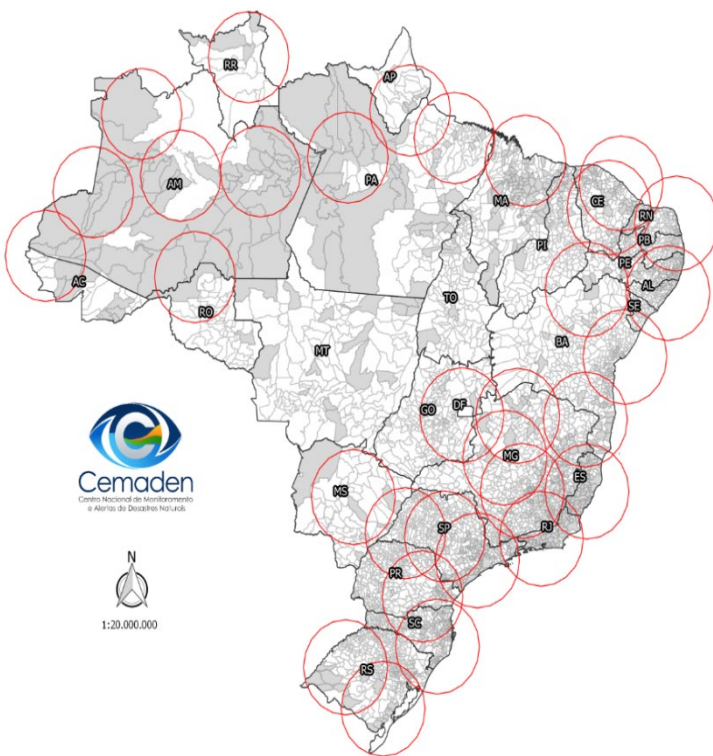 RR
AP
AM
PA
MA
CE
RN
PB
PE
AL
SE
PI
AC
RO
TO
BA
MT
GO
DF
MG
ES
MS
SP
RJ
PR
SC
RS
Cemaden
Centro Nacional de Monitoramento
e Alertas de Desastres Naturais
N
1:20.000.000